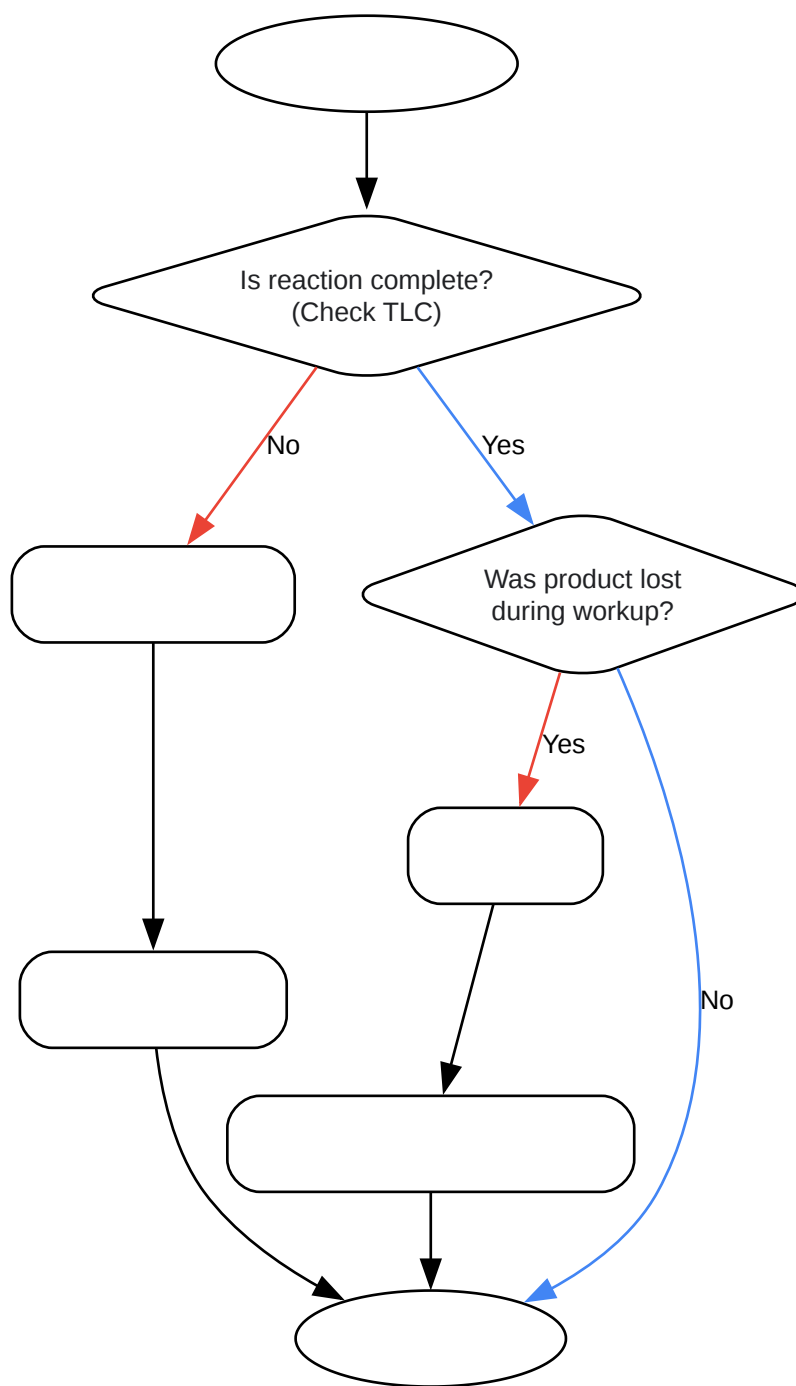 Is reaction complete?
(Check TLC)
No
Yes
Was product lost
during workup?
Yes
No